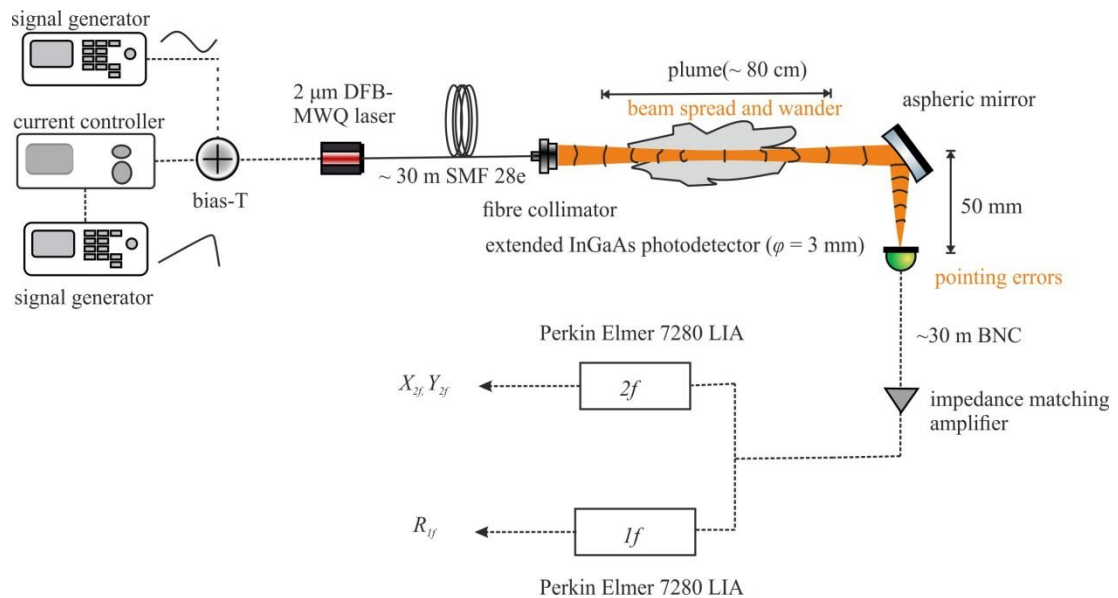 signal generator
current controller
bias-T
signal generator
2 μm DFB-
MWQ laser
~ 30 m SMF 28e
fibre collimator
extended InGaAs photodetector (φ = 3 mm)
plume(~ 80 cm)
beam spread and wander
aspheric mirror
50 mm
pointing errors
~30 m BNC
impedance matching
amplifier
Perkin Elmer 7280 LIA
2f
X2f, Y2f
1f
R1f
Perkin Elmer 7280 LIA